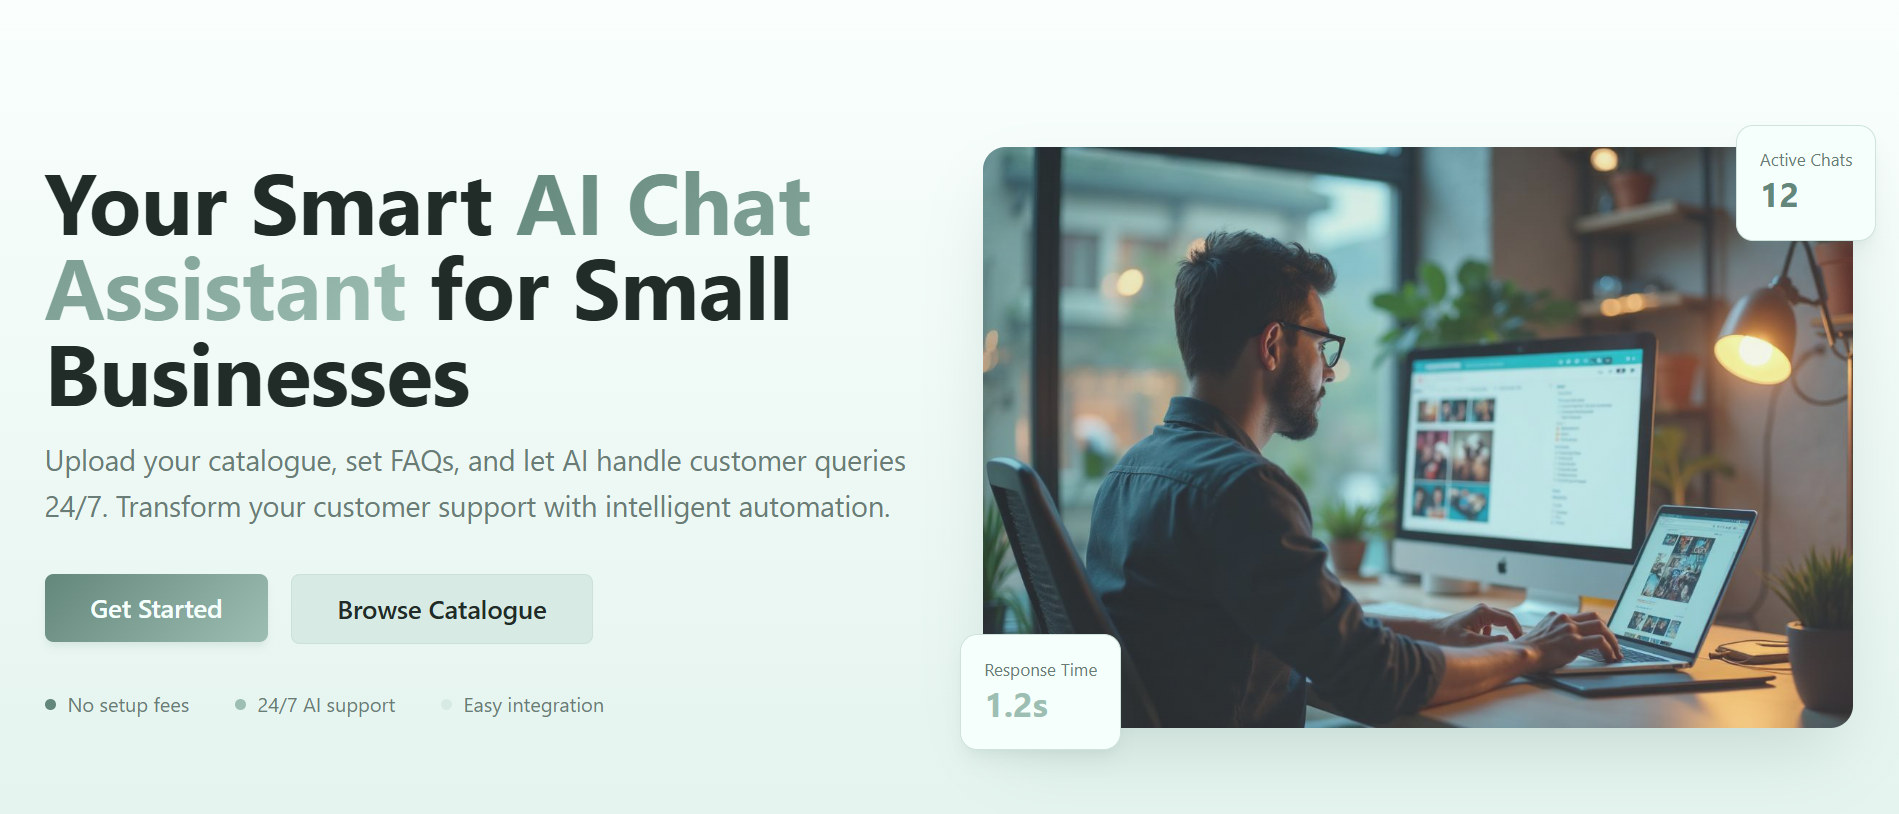 Your Smart AI Chat
Assistant for Small
Businesses
Upload your catalogue, set FAQs, and let AI handle customer queries
24/7. Transform your customer support with intelligent automation.
Get Started
Browse Catalogue
No setup fees
24/7 AI support
Easy integration
Active Chats
12
Response Time
1.2s